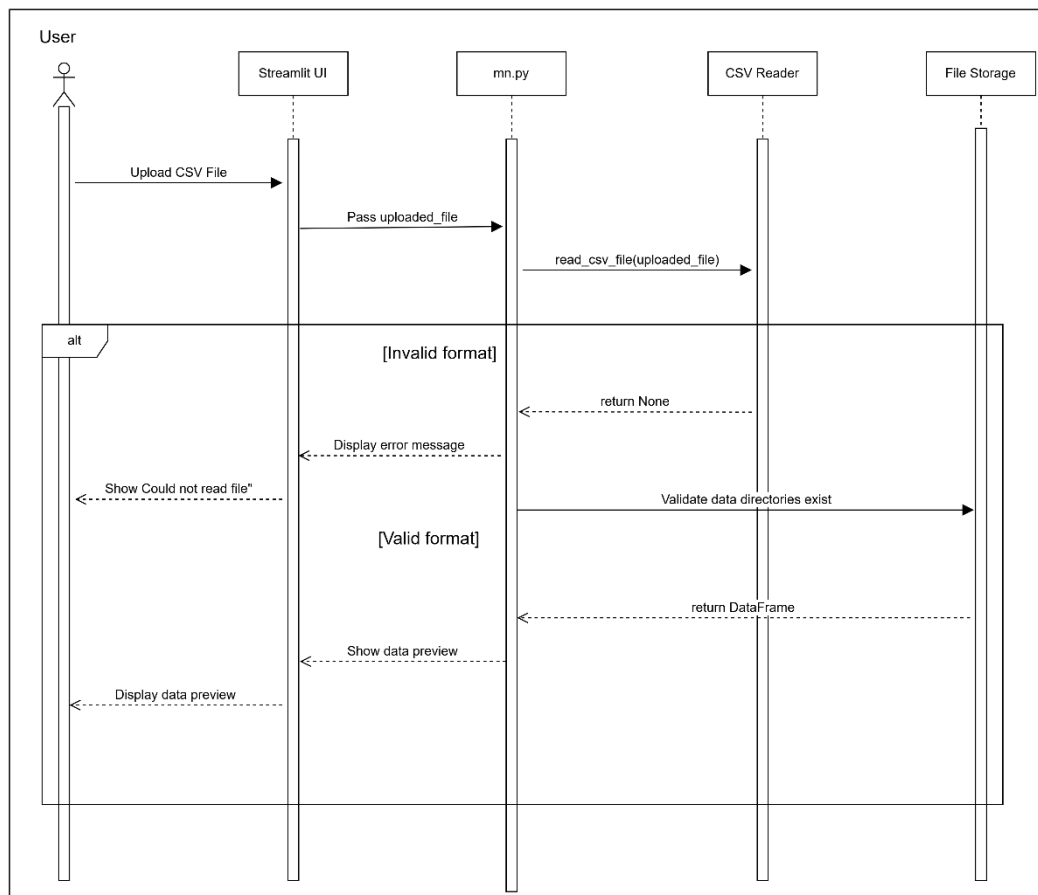 User
Streamlit UI
mn.py
CSV Reader
File Storage
Upload CSV File
Pass uploaded_file
read_csv_file(uploaded_file)
alt
[Invalid format]
return None
Display error message
Show Could not read file"
Validate data directories exist
[Valid format]
return DataFrame
Show data preview
Display data preview